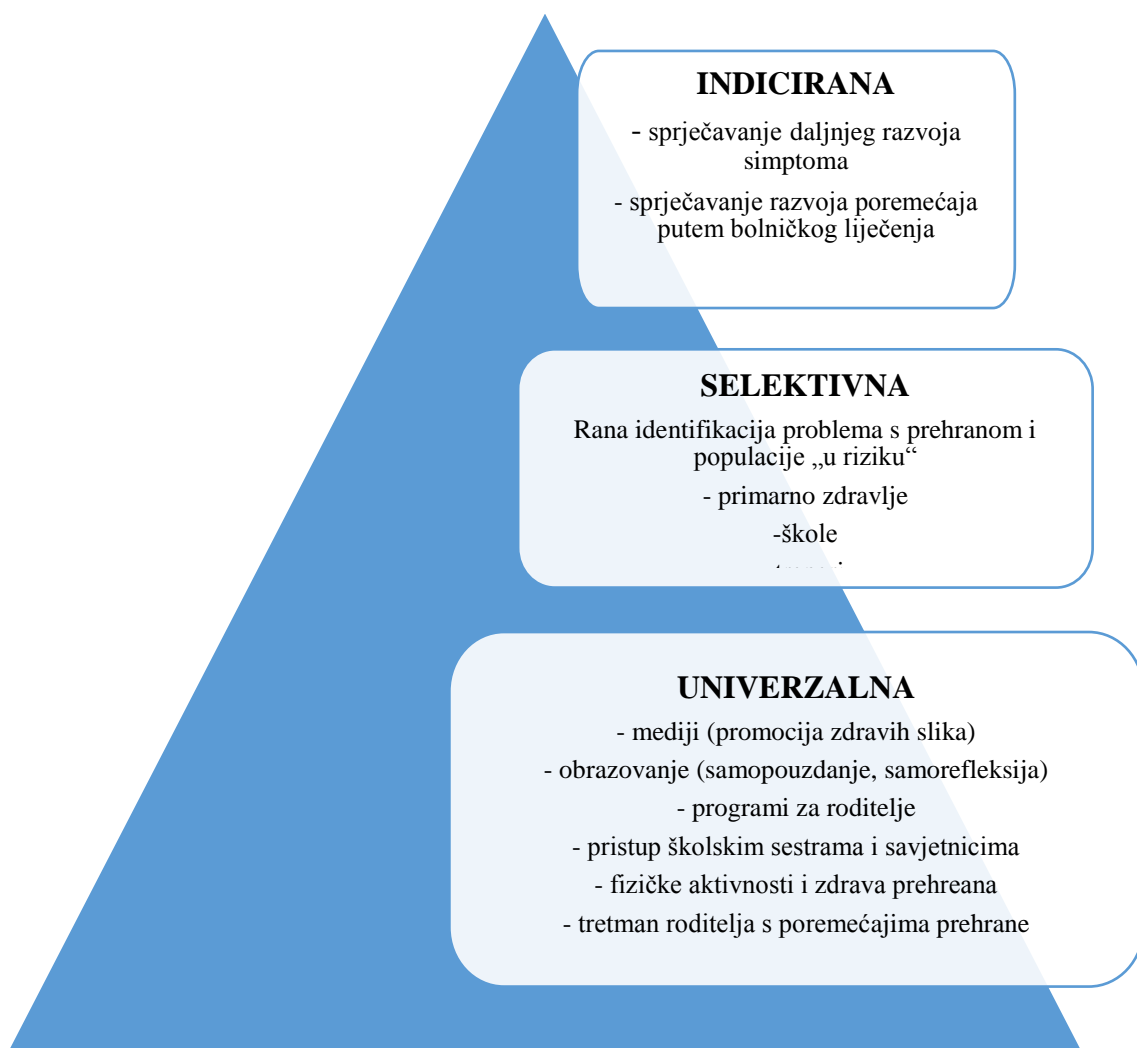 INDICIRANA
- sprječavanje daljnjeg razvoja
simptoma
- sprječavanje razvoja poremećaja
putem bolničkog liječenja
SELEKTIVNA
Rana identifikacija problema s prehranom i
populacije „u riziku“
- primarno zdravlje
-škole
UNIVERZALNA
- mediji (promocija zdravih slika)
- obrazovanje (samopouzdanje, samorefleksija)
- programi za roditelje
- pristup školskim sestrama i savjetnicima
- fizičke aktivnosti i zdrava prehreana
- tretman roditelja s poremećajima prehrane